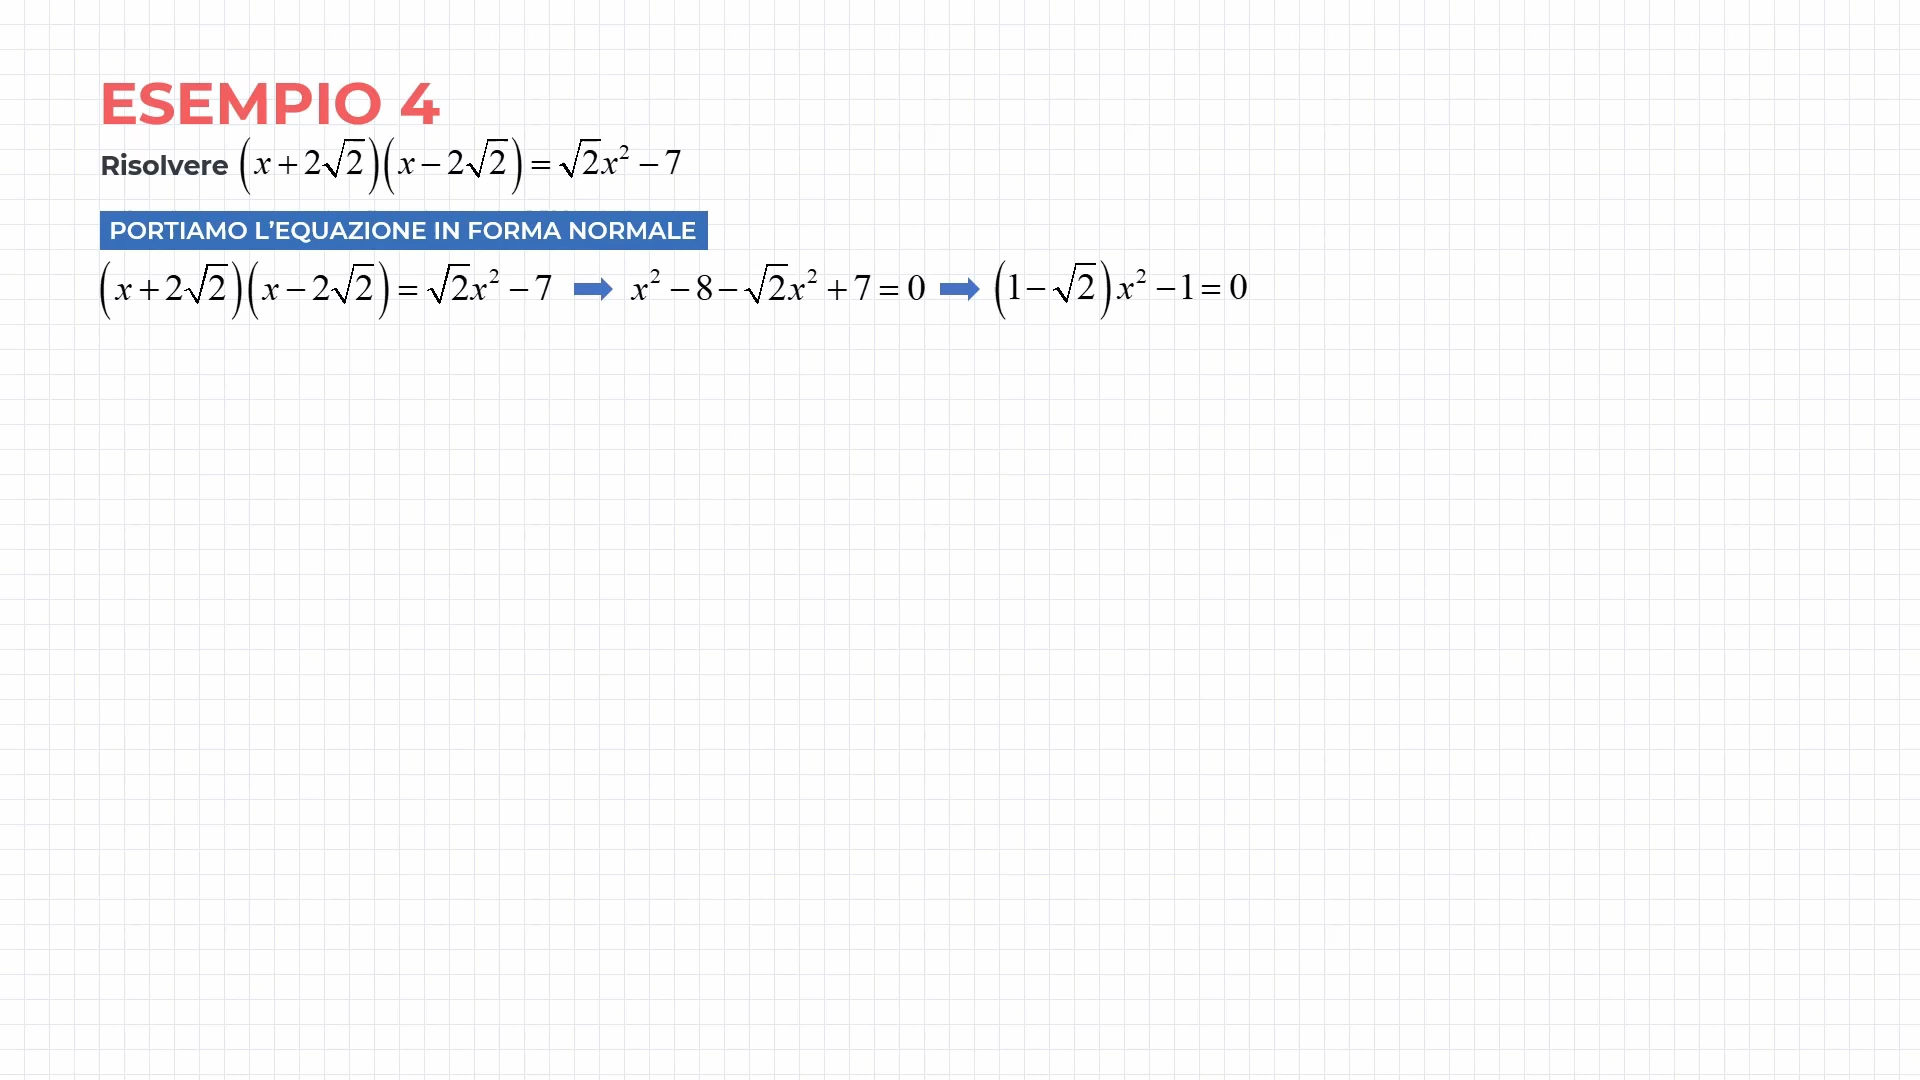 ESEMPIO 4
Risolvere (x+2√2)(x−2√2)=√2x²−7
PORTIAMO L’EQUAZIONE IN FORMA NORMALE
(x+2√2)(x−2√2)=√2x²−7 ➡ x²−8−√2x²+7=0 ➡ (1−√2)x²−1=0